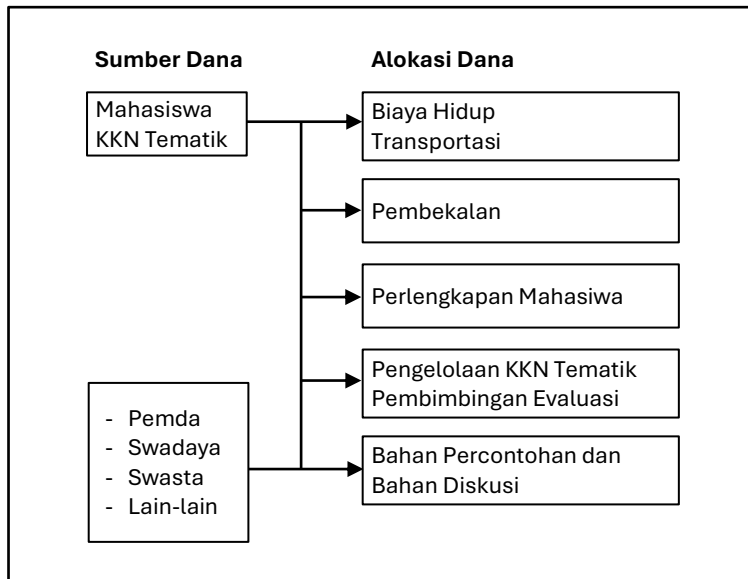 Sumber Dana
Alokasi Dana
Mahasiswa
KKN Tematik
Biaya Hidup
Transportasi
Pembekalan
Perlengkapan Mahasiwa
Pengelolaan KKN Tematik
Pembimbingan Evaluasi
- Pemda
- Swadaya
- Swasta
- Lain-lain
Bahan Percontohan dan
Bahan Diskusi